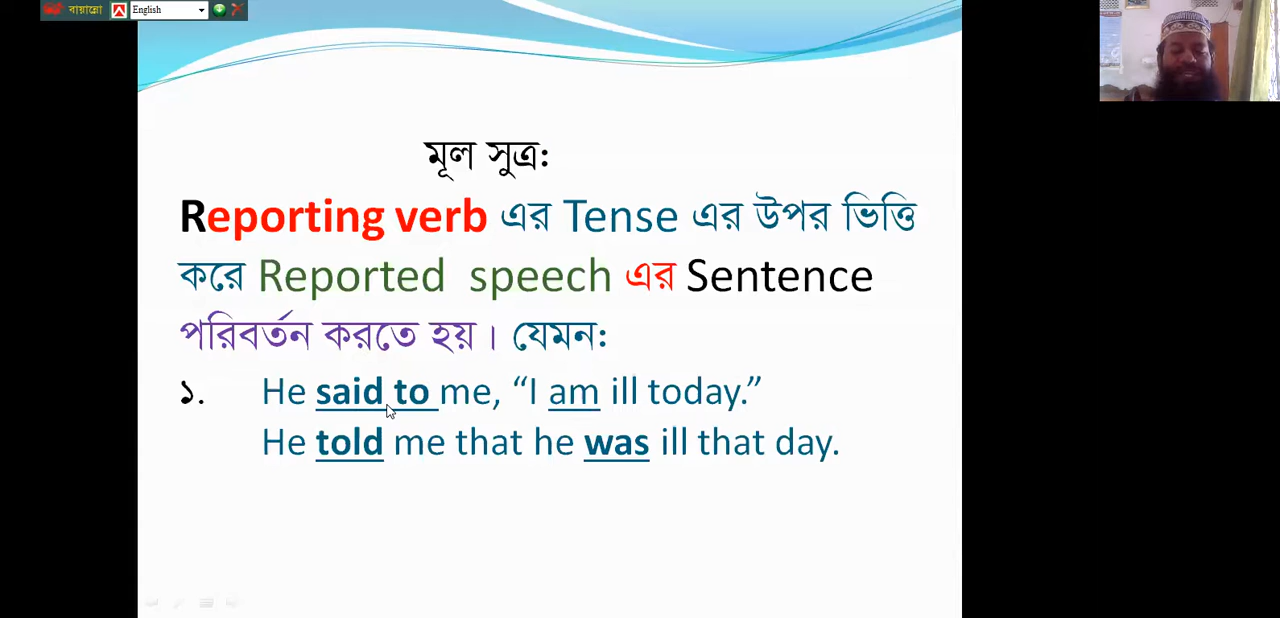 বায়ান্নো English
মূল সুত্র:
Reporting verb এর Tense এর উপর ভিত্তি
করে Reported speech এর Sentence
পরিবর্তন করতে হয়। যেমন:
১. He said to me, “I am ill today.”
He told me that he was ill that day.